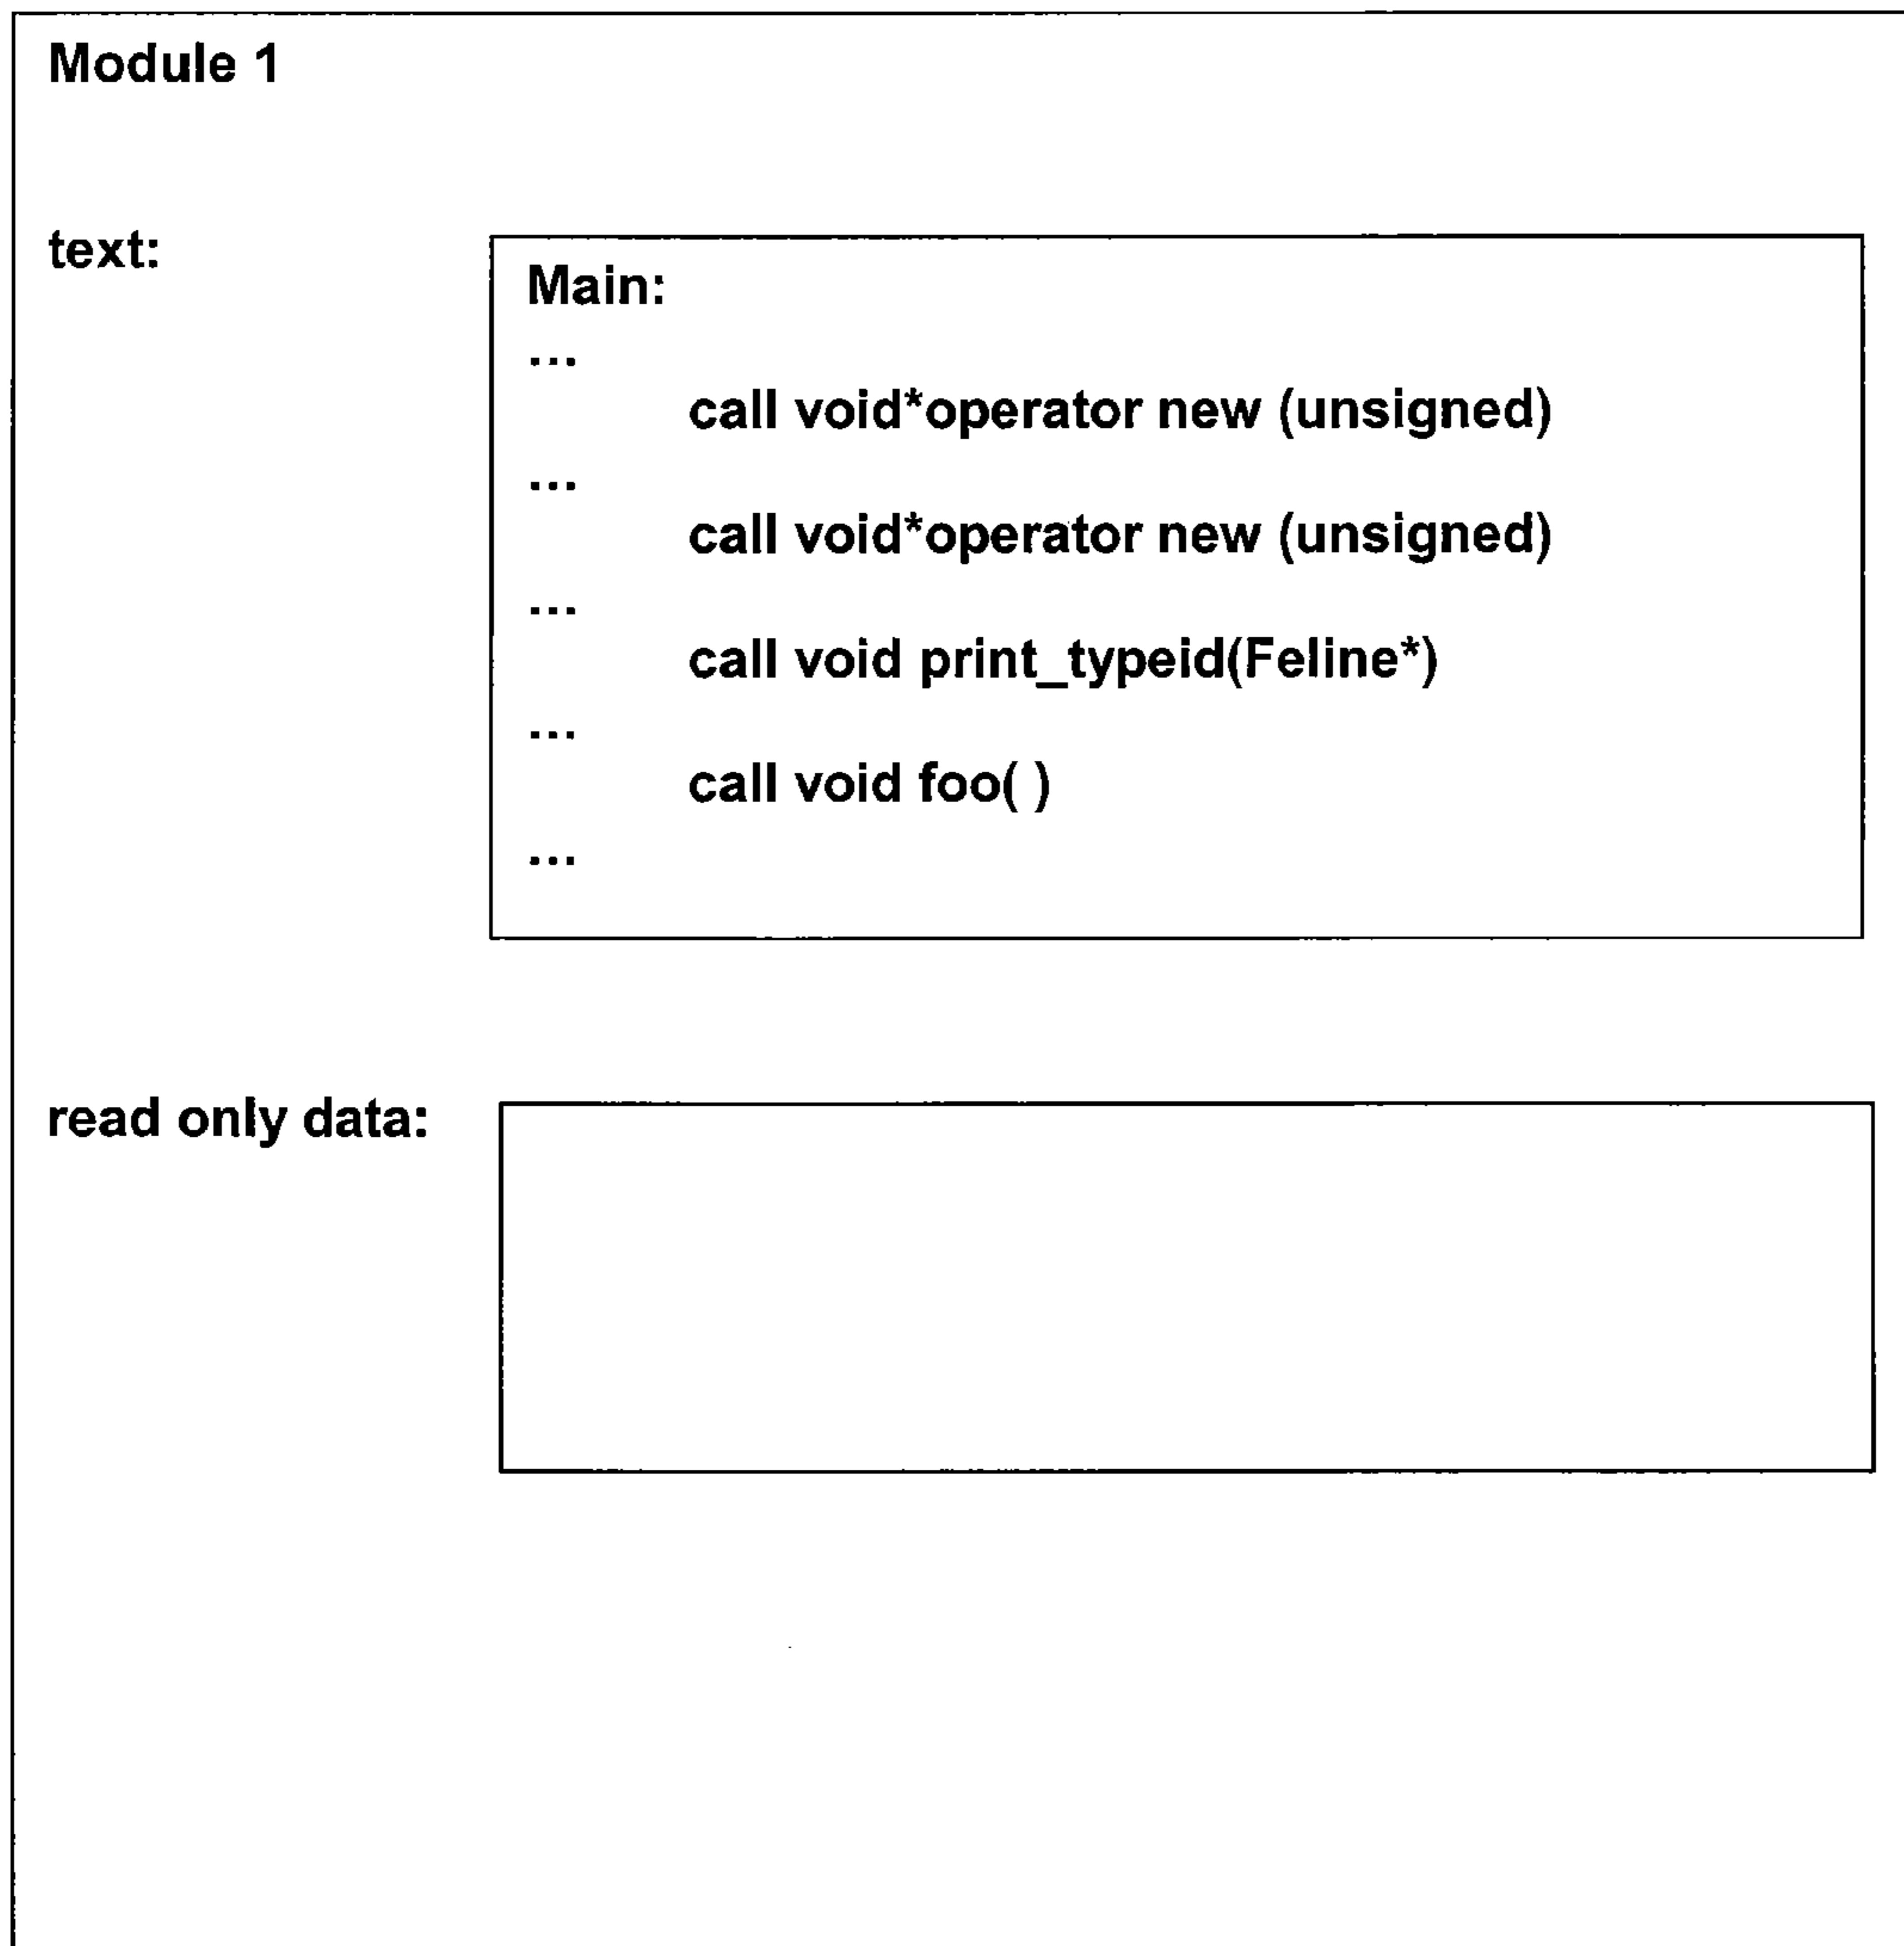 Module 1
text:
Main:
...
call void*operator new (unsigned)
...
call void*operator new (unsigned)
...
call void print_typeid(Feline*)
...
call void foo( )
...
read only data: